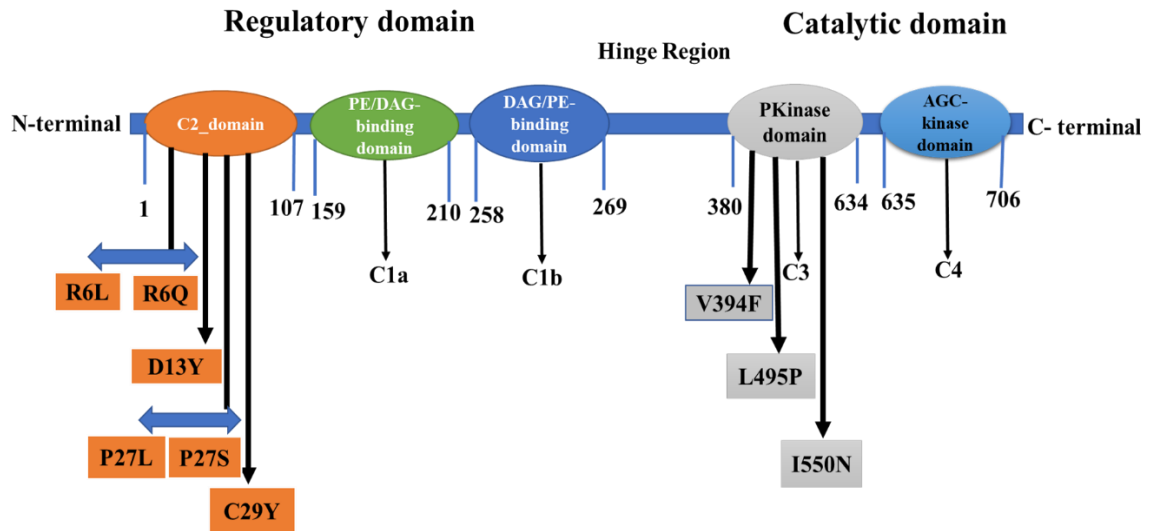 Regulatory domain
Catalytic domain
Hinge Region
N-terminal
C2_domain
PE/DAG-
binding
domain
DAG/PE-
binding
domain
PKinase
domain
AGC-
kinase
domain
C- terminal
1
107
159
210
258
269
380
634
635
706
R6L
R6Q
C1a
C1b
C3
C4
V394F
D13Y
L495P
P27L
P27S
I550N
C29Y